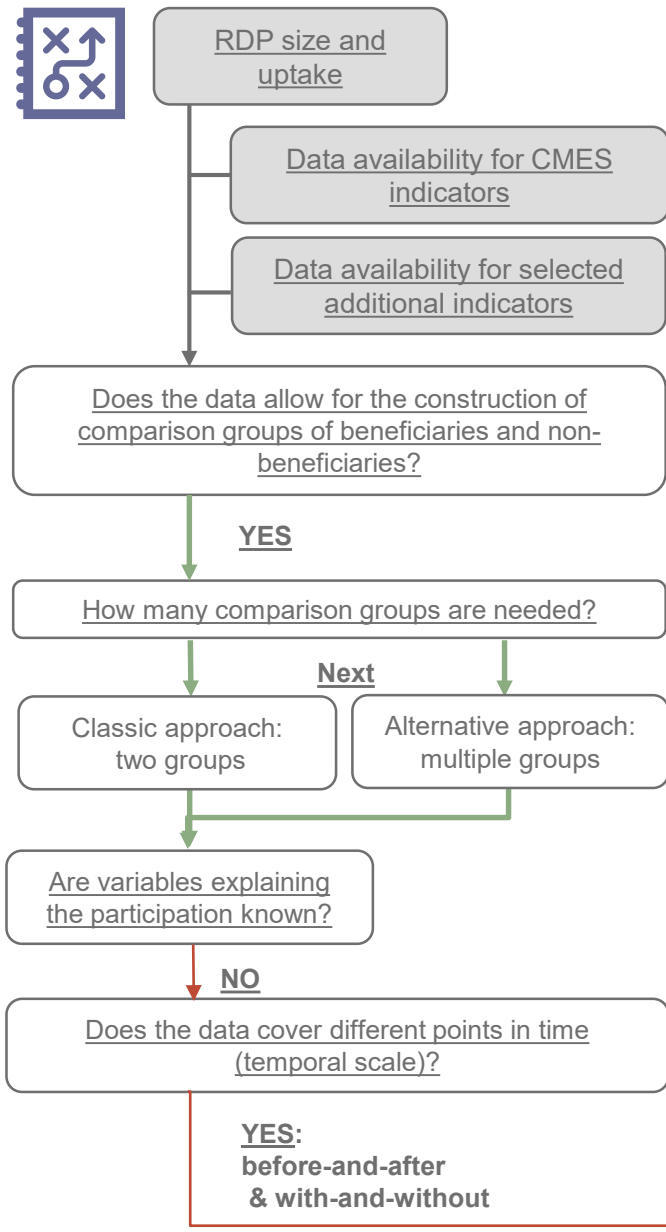 RDP size and
uptake
Data availability for CMES
indicators
Data availability for selected
additional indicators
Does the data allow for the construction of
comparison groups of beneficiaries and non-
beneficiaries?
YES
How many comparison groups are needed?
Next
Classic approach:
two groups
Alternative approach:
multiple groups
Are variables explaining
the participation known?
NO
Does the data cover different points in time
(temporal scale)?
YES:
before-and-after
& with-and-without